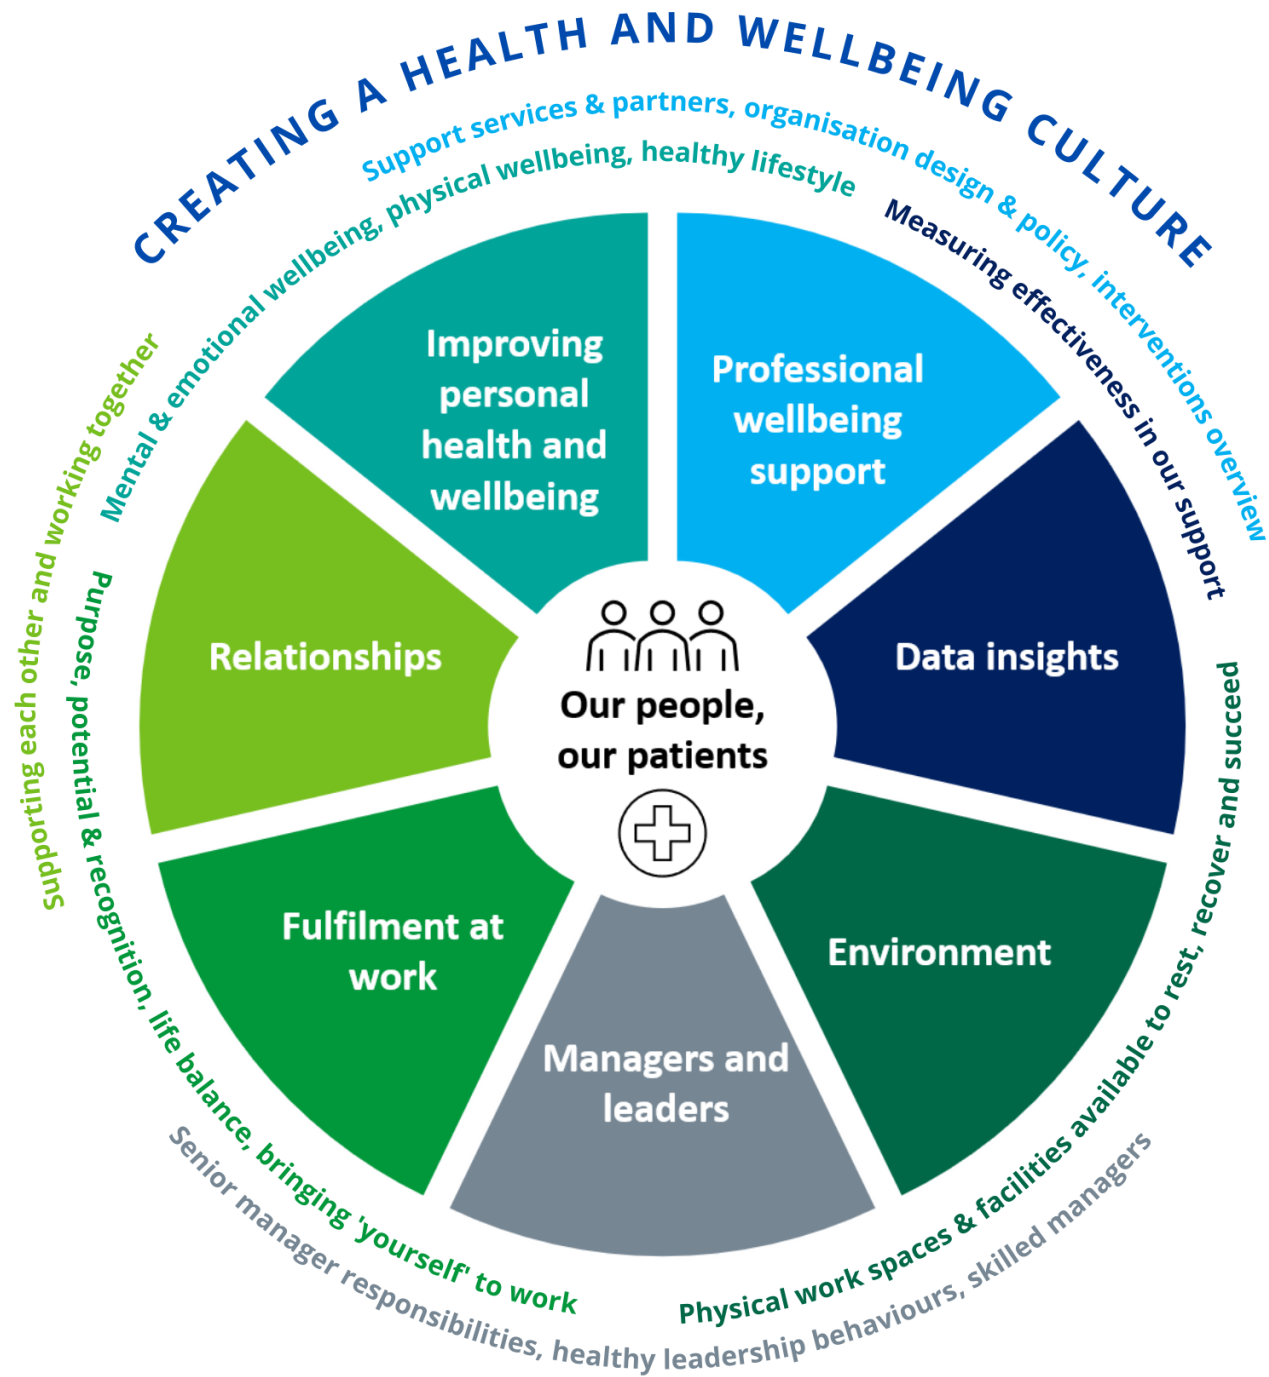 CREATING A HEALTH AND WELLBEING CULTURE
Support services & partners, organisation design & policy, interventions overview
Mental & emotional wellbeing, physical wellbeing, healthy lifestyle
Measuring effectiveness in our support
Supporting each other and working together
Improving
personal
health and
wellbeing
Professional
wellbeing
support
Relationships
Data insights
Our people,
our patients
Fulfilment at
work
Environment
Managers and
leaders
Purpose, potential & recognition, life balance, bringing 'yourself' to work
Physical work spaces & facilities available to rest, recover and succeed
Senior manager responsibilities, healthy leadership behaviours, skilled managers